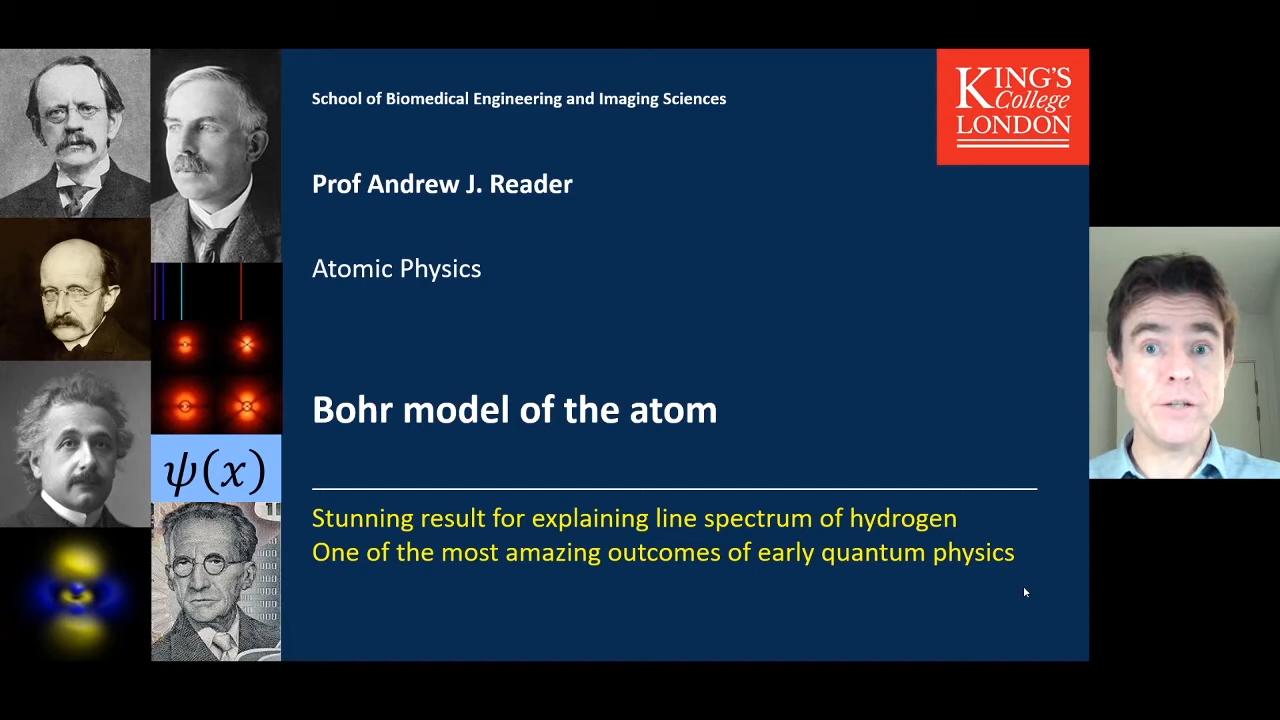 School of Biomedical Engineering and Imaging Sciences
KING'S
College
LONDON
Prof Andrew J. Reader
Atomic Physics
Bohr model of the atom
ψ(x)
Stunning result for explaining line spectrum of hydrogen
One of the most amazing outcomes of early quantum physics